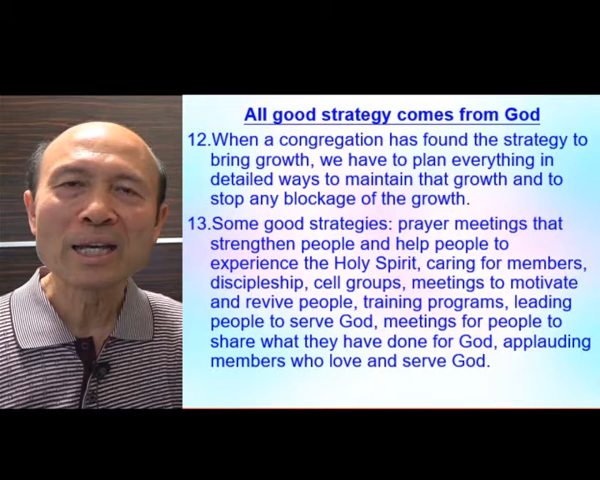 All good strategy comes from God
12.When a congregation has found the strategy to
bring growth, we have to plan everything in
detailed ways to maintain that growth and to
stop any blockage of the growth.
13.Some good strategies: prayer meetings that
strengthen people and help people to
experience the Holy Spirit, caring for members,
discipleship, cell groups, meetings to motivate
and revive people, training programs, leading
people to serve God, meetings for people to
share what they have done for God, applauding
members who love and serve God.